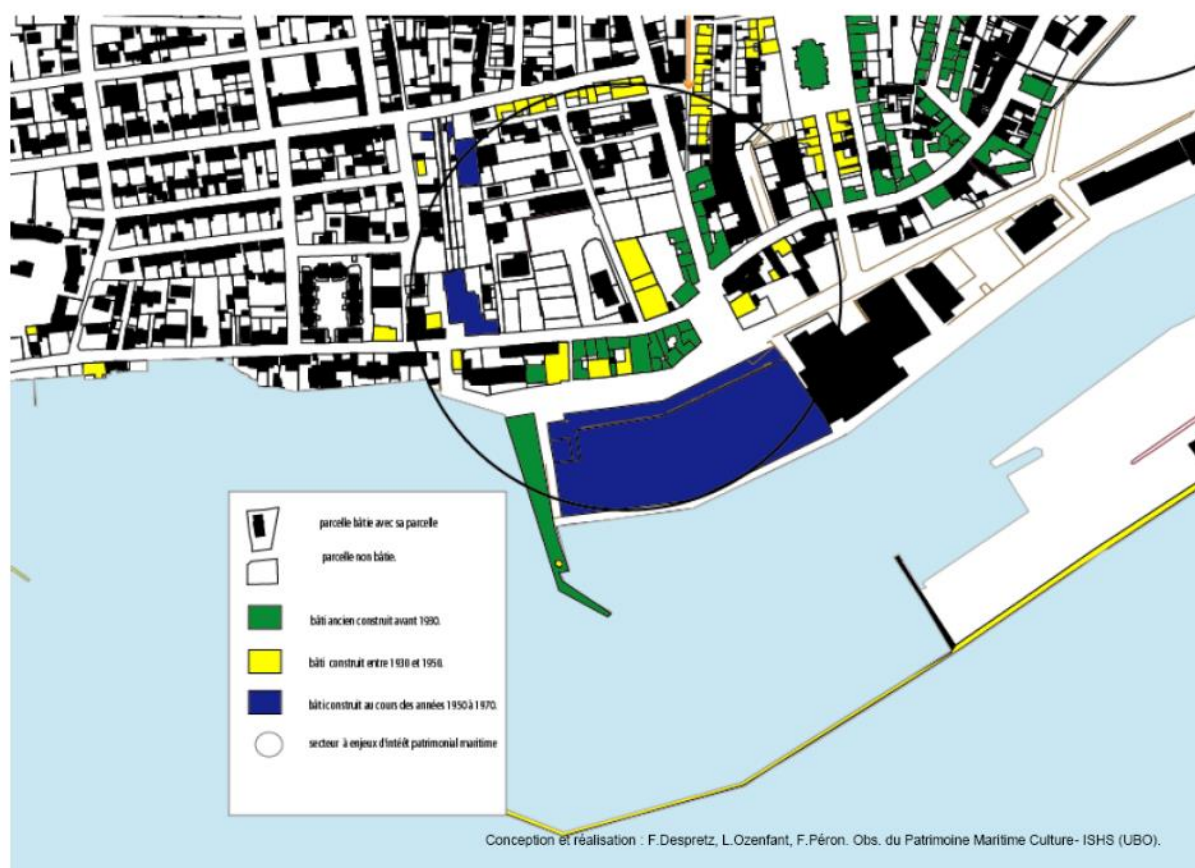 parcelle bâtie avec sa parcelle
parcelle non bâtie.
bâti ancien construit avant 1930.
bâti construit entre 1930 et 1950.
bâti construit au cours des années 1950 à 1970.
secteur à enjeux d'intéêt patrimonial maritime
Conception et réalisation : F.Despretz, L.Ozenfant, F.Péron. Obs. du Patrimoine Maritime Culture- ISHS (UBO).